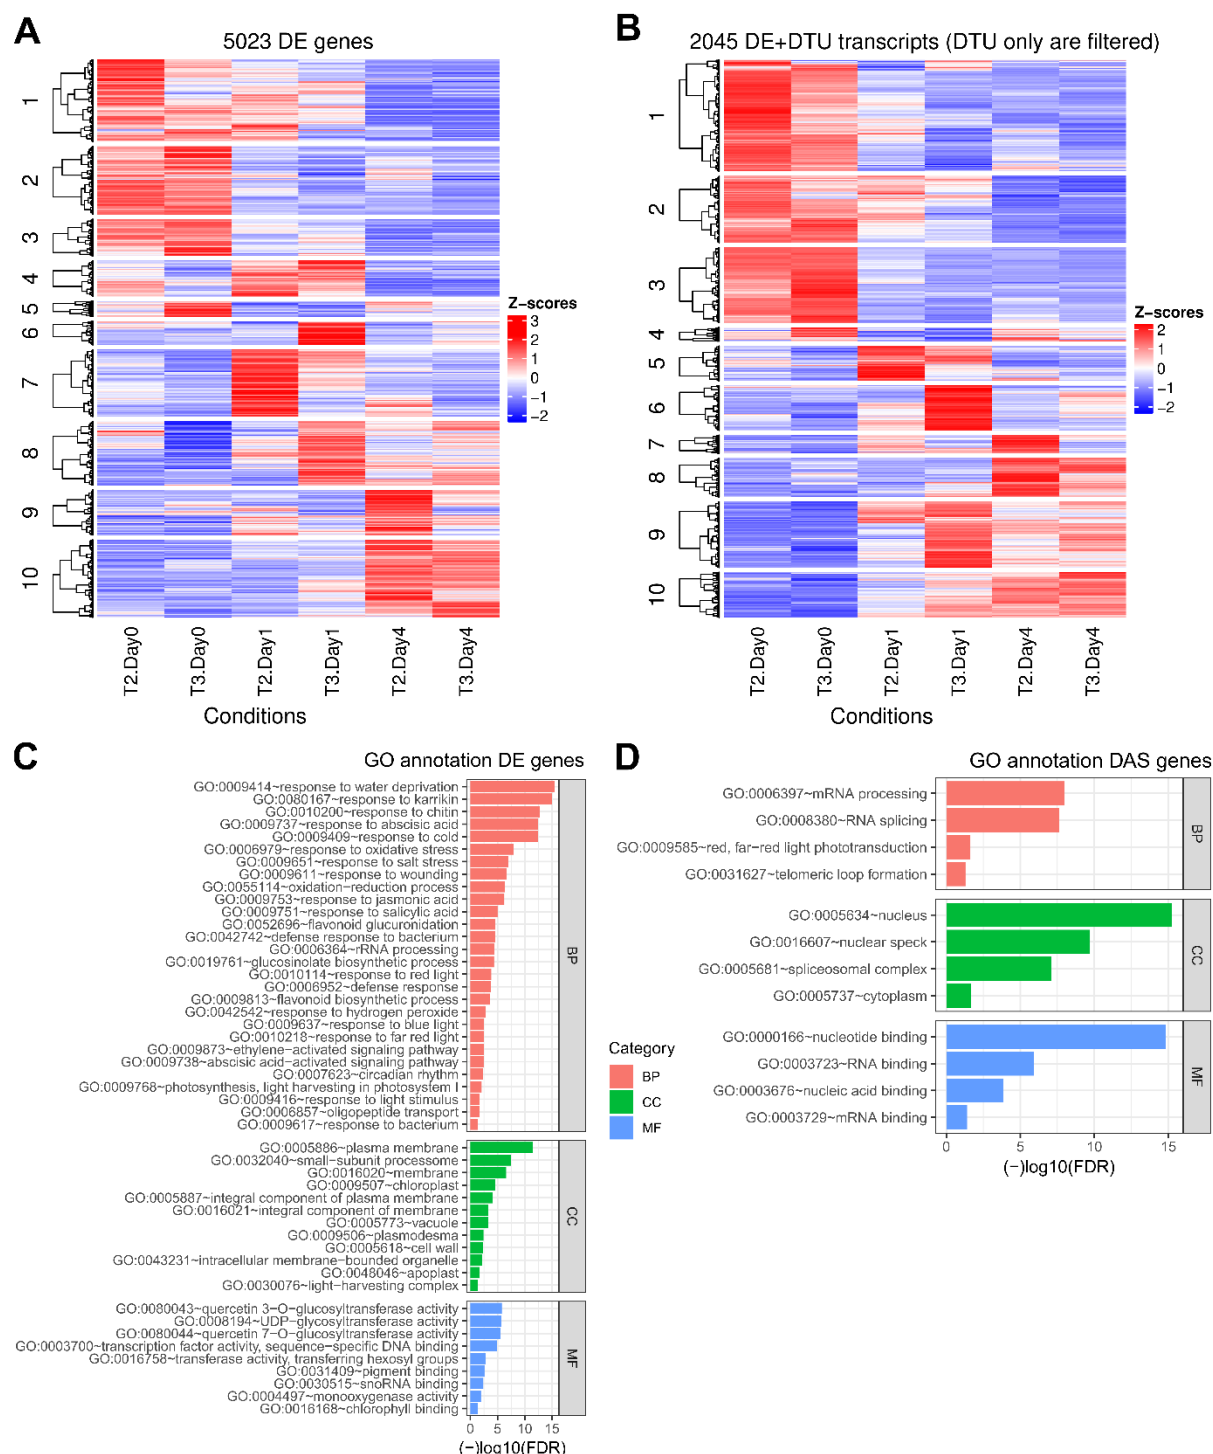 A
5023 DE genes
1
2
3
4
5
6
7
8
9
10
Z-scores
3
2
1
0
-1
-2
T2.Day0
T3.Day0
T2.Day1
T3.Day1
T2.Day4
T3.Day4
Conditions
B
2045 DE+DTU transcripts (DTU only are filtered)
1
2
3
4
5
6
7
8
9
10
Z-scores
2
1
0
-1
-2
T2.Day0
T3.Day0
T2.Day1
T3.Day1
T2.Day4
T3.Day4
Conditions
C
GO annotation DE genes
GO:0009414~response to water deprivation
GO:0080167~response to karrikin
GO:0010200~response to chitin
GO:0009737~response to abscisic acid
GO:0009409~response to cold
GO:0006979~response to oxidative stress
GO:0009651~response to salt stress
GO:0009611~response to wounding
GO:0055114~oxidation-reduction process
GO:0009753~response to jasmonic acid
GO:0009751~response to salicylic acid
GO:0052696~flavonoid glucuronidation
GO:0042742~defense response to bacterium
GO:0006364~rRNA processing
GO:0019761~glucosinolate biosynthetic process
GO:0010114~response to red light
GO:0006952~defense response
GO:0009813~flavonoid biosynthetic process
GO:0042542~response to hydrogen peroxide
GO:0009637~response to blue light
GO:0010218~response to far red light
GO:0009873~ethylene-activated signaling pathway
GO:0009738~abscisic acid-activated signaling pathway
GO:0007623~circadian rhythm
GO:0009768~photosynthesis, light harvesting in photosystem I
GO:0009416~response to light stimulus
GO:0006857~oligopeptide transport
GO:0009617~response to bacterium
BP
GO:0005886~plasma membrane
GO:0032040~small-subunit processome
GO:0016020~membrane
GO:0009507~chloroplast
GO:0005887~integral component of plasma membrane
GO:0016021~integral component of membrane
GO:0005773~vacuole
GO:0009506~plasmodesma
GO:0005618~cell wall
GO:0043231~intracellular membrane-bounded organelle
GO:0048046~apoplast
GO:0030076~light-harvesting complex
CC
GO:0080043~quercetin 3-O-glucosyltransferase activity
GO:0008194~UDP-glycosyltransferase activity
GO:0080044~quercetin 7-O-glucosyltransferase activity
GO:0003700~transcription factor activity, sequence-specific DNA binding
GO:0016758~transferase activity, transferring hexosyl groups
GO:0031409~pigment binding
GO:0030515~snoRNA binding
GO:0004497~monooxygenase activity
GO:0016168~chlorophyll binding
MF
0 5 10 15
(-)log10(FDR)
Category
BP
CC
MF
D
GO annotation DAS genes
GO:0006397~mRNA processing
GO:0008380~RNA splicing
GO:0009585~red, far-red light phototransduction
GO:0031627~telomeric loop formation
BP
GO:0005634~nucleus
GO:0016607~nuclear speck
GO:0005681~spliceosomal complex
GO:0005737~cytoplasm
CC
GO:0000166~nucleotide binding
GO:0003723~RNA binding
GO:0003676~nucleic acid binding
GO:0003729~mRNA binding
MF
0 5 10 15
(-)log10(FDR)